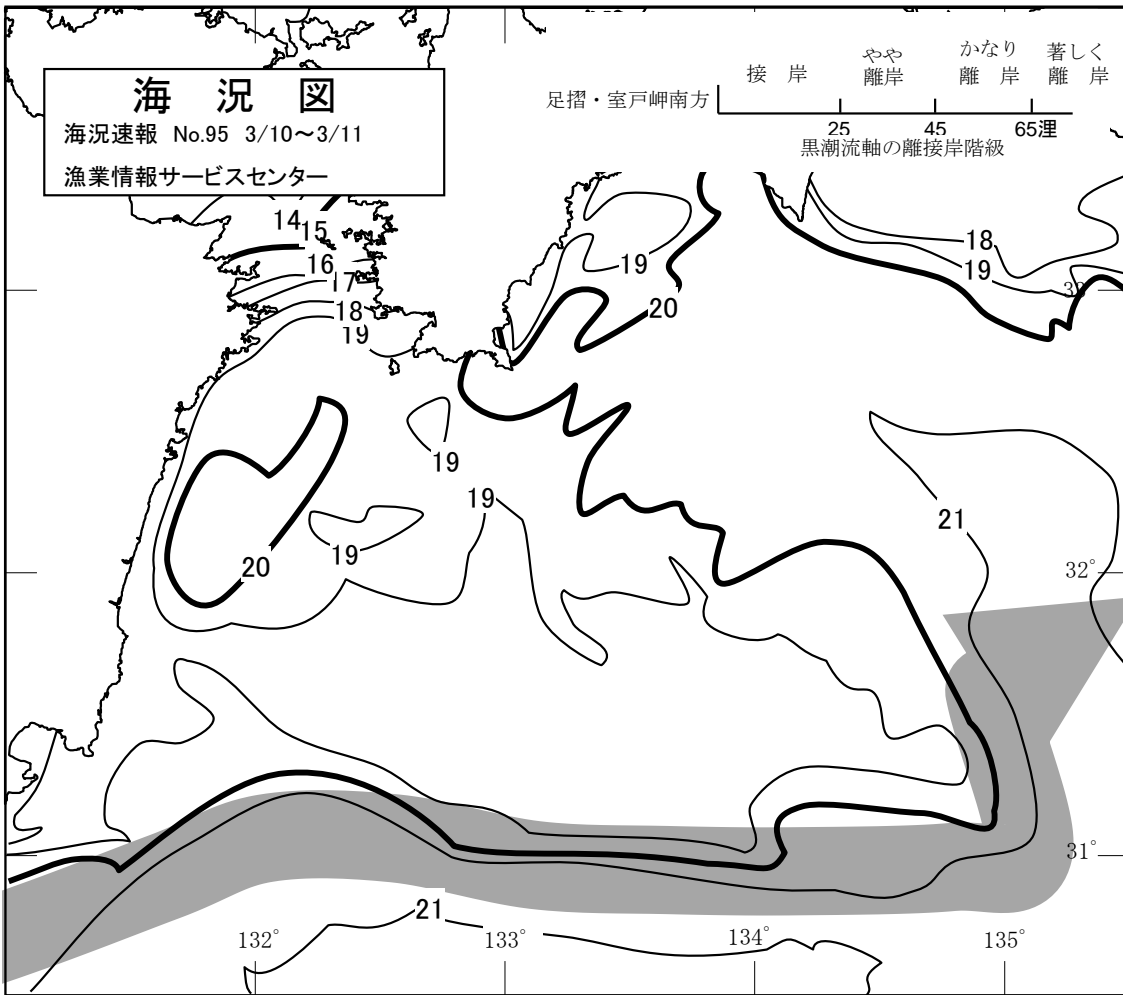 海況図
海況速報 No.95 3/10～3/11
漁業情報サービスセンター
接岸 やや離岸 かなり離岸 著しく離岸
足摺・室戸岬南方
25 45 65浬
黒潮流軸の離接岸階級
14
15
16
17
18
19
19
20
18
19
33°
19
19
19
20
21
32°
31°
21
132° 133° 134° 135°